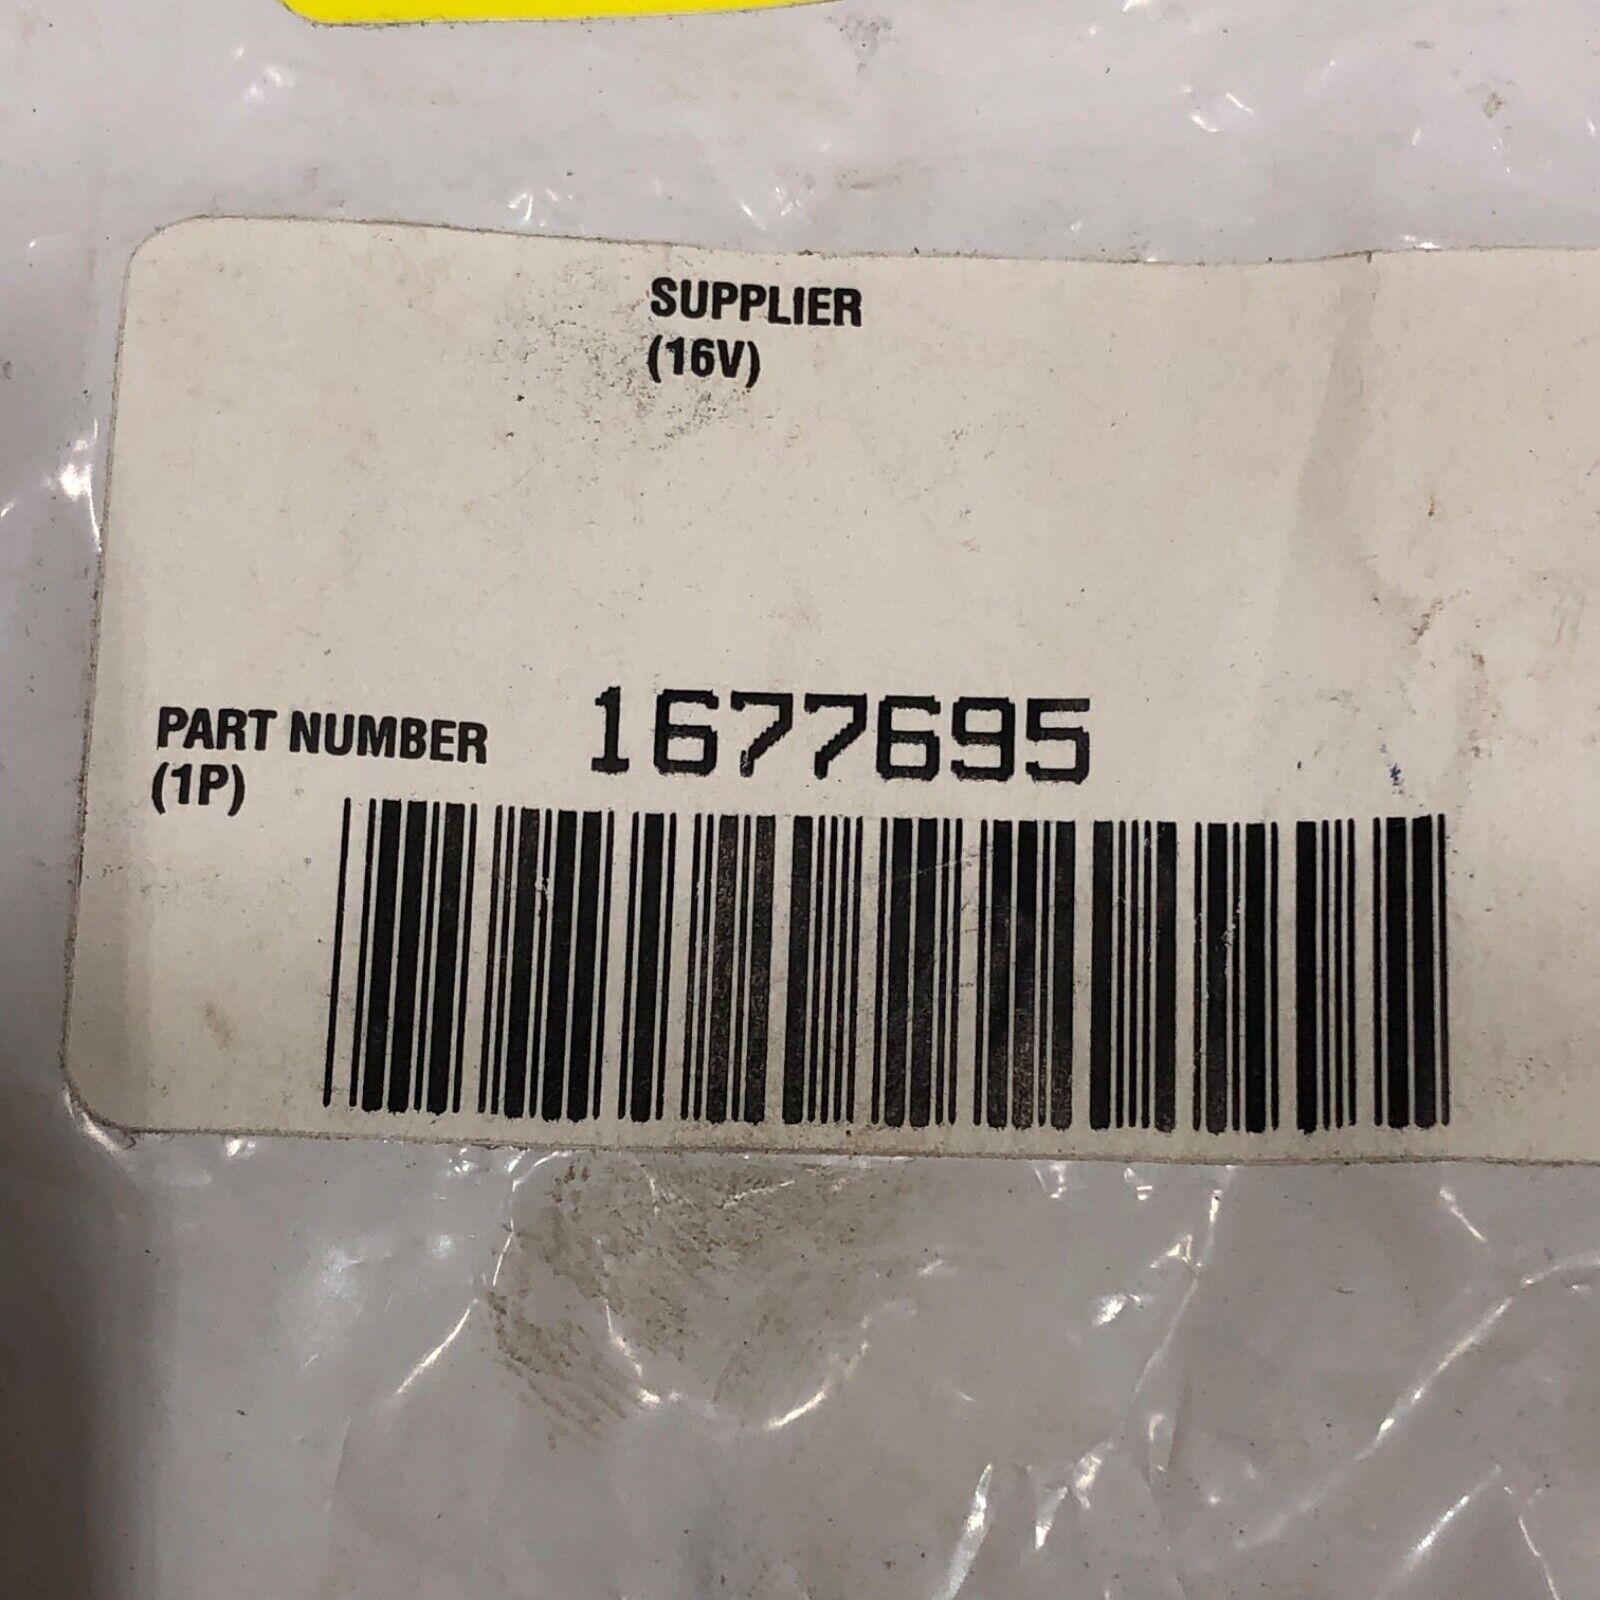 SUPPLIER
(16V)
PART NUMBER 1677695
(1P)